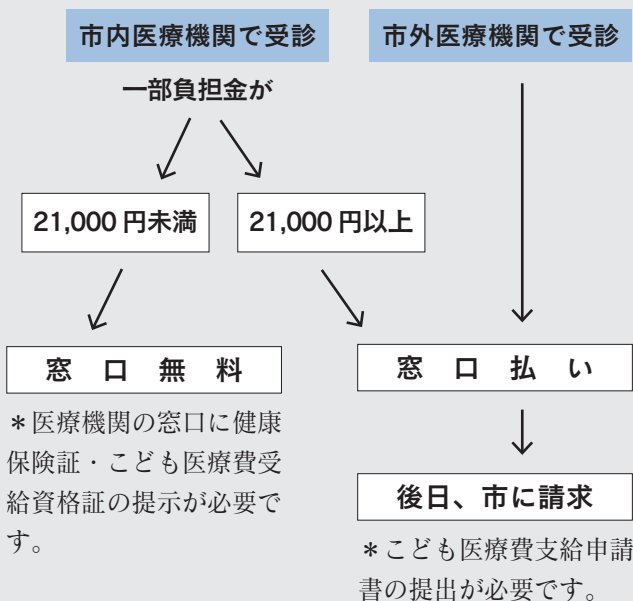 市内医療機関で受診
市外医療機関で受診
一部負担金が
21,000円未満
21,000円以上
窓口無料
窓口払い
＊医療機関の窓口に健康
保険証・こども医療費受
給資格証の提示が必要で
す。
後日、市に請求
＊こども医療費支給申請
書の提出が必要です。